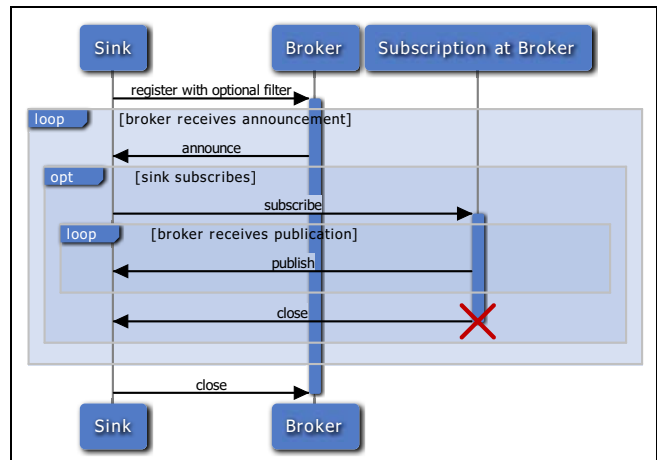 Sink Broker Subscription at Broker
register with optional filter
loop [broker receives announcement]
announce
opt [sink subscribes]
subscribe
loop [broker receives publication]
publish
close
close
Sink Broker